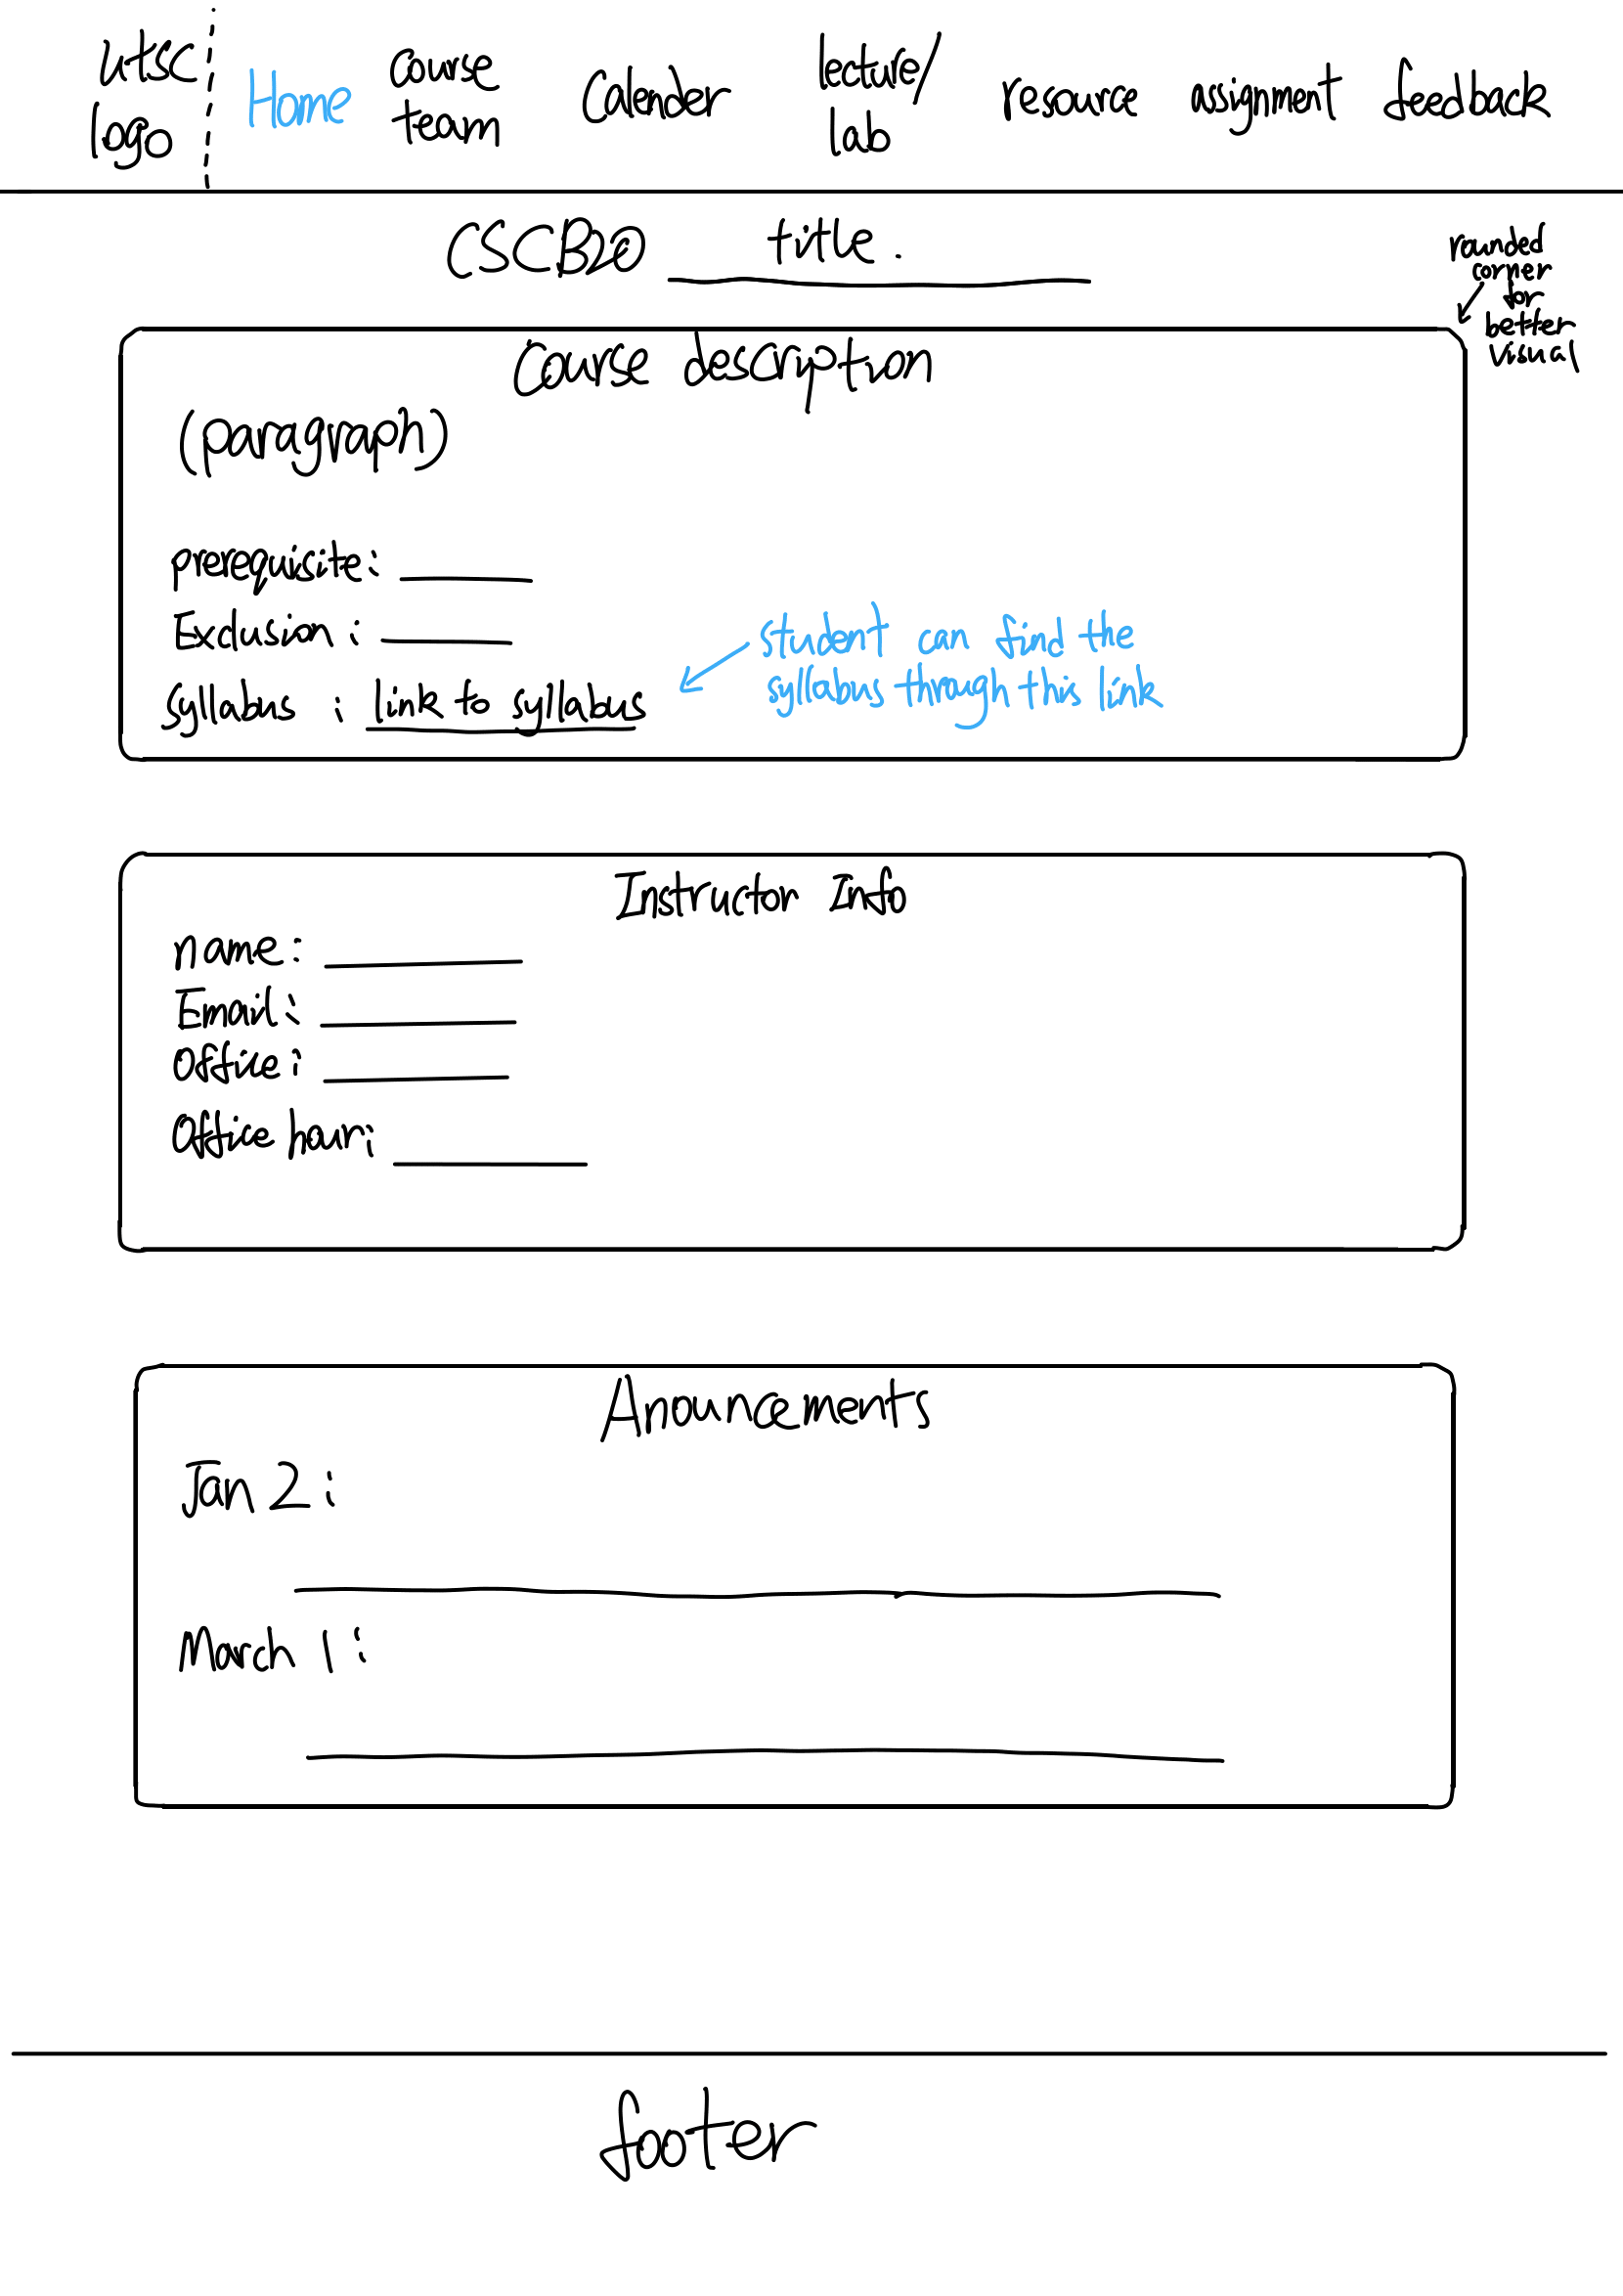 UTSC
logo
Home
course
team
Calender
lecture/
lab
resource
assignment
feedback
CSCB20 title.
rounded
corner
for
better
visual
Course description
(paragraph)
prerequicite:
Exclusion:
student can find the
syllabus through this link
syllabus : link to syllabus
Instructor Info
name:
Email:
Office:
Office hour:
Anouncements
Jan 2:
March 1:
footer